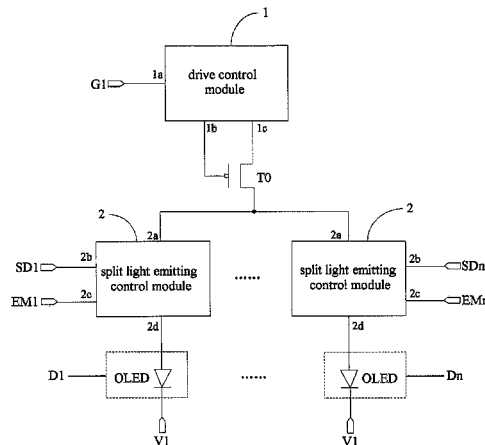 1
drive control
module
G1
1a
1b
1c
T0
2
2
2a
2a
SD1
2b
split light emitting
control module
......
split light emitting
control module
2b
SDn
EM1
2c
2c
2d
2d
D1
OLED
......
OLED
Dn
V1
V1